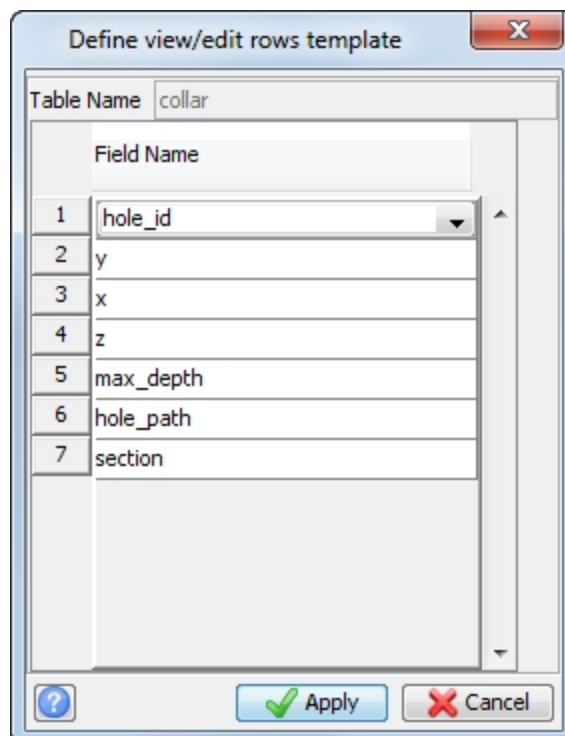 Define view/edit rows template
Table Name collar
Field Name
1 hole_id
2 y
3 x
4 z
5 max_depth
6 hole_path
7 section
? Apply Cancel